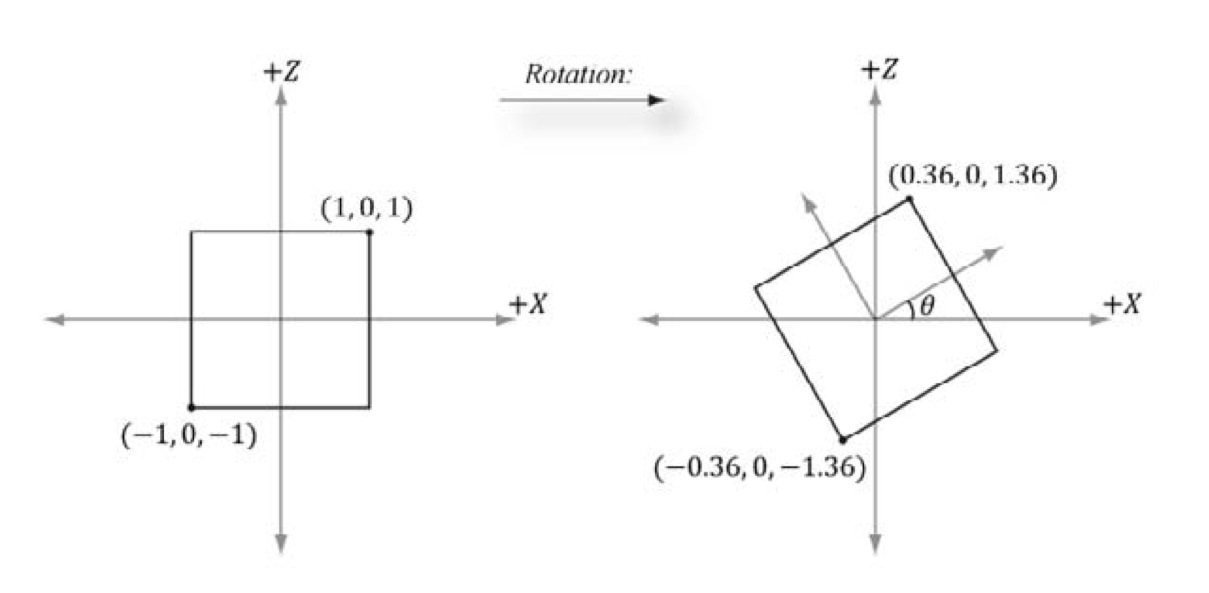 +Z
(1, 0, 1)
+X
(−1, 0, −1)
Rotation:
+Z
(0.36, 0, 1.36)
θ
+X
(−0.36, 0, −1.36)